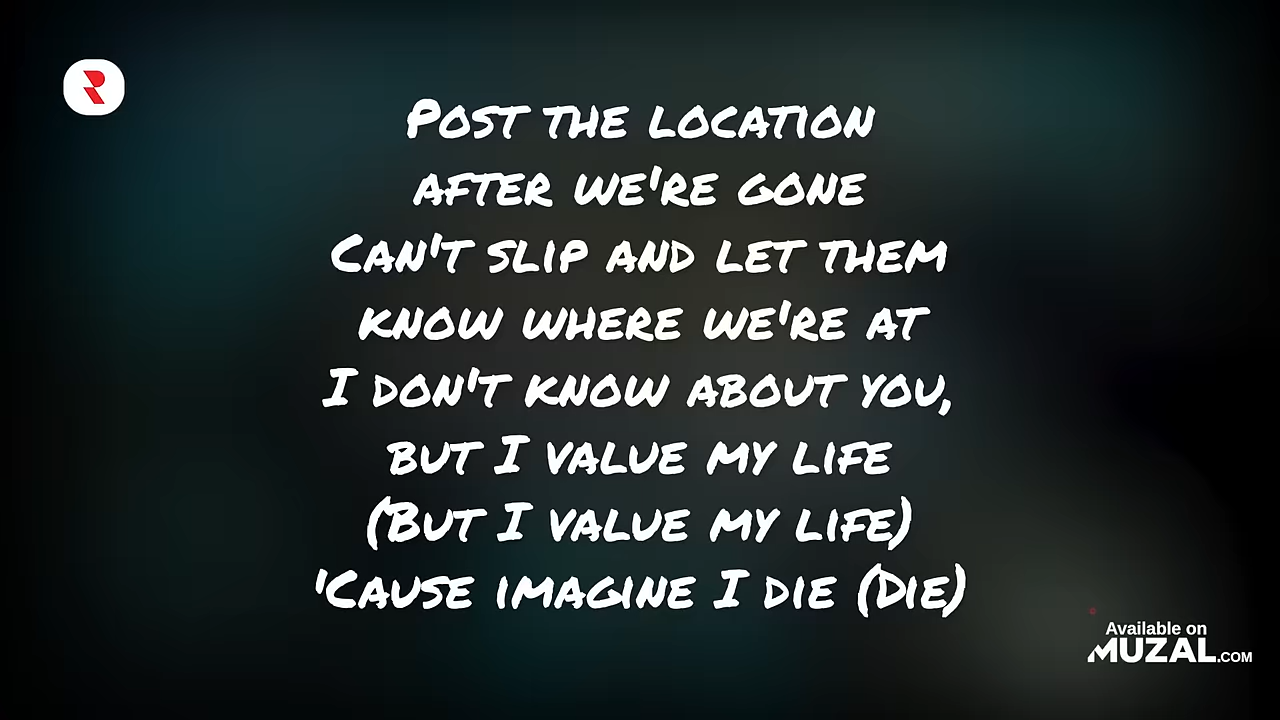 POST THE LOCATION
AFTER WE'RE GONE
CAN'T SLIP AND LET THEM
KNOW WHERE WE'RE AT
I DON'T KNOW ABOUT YOU,
BUT I VALUE MY LIFE
(BUT I VALUE MY LIFE)
'CAUSE IMAGINE I DIE (DIE)
Available on
MUZAL.COM